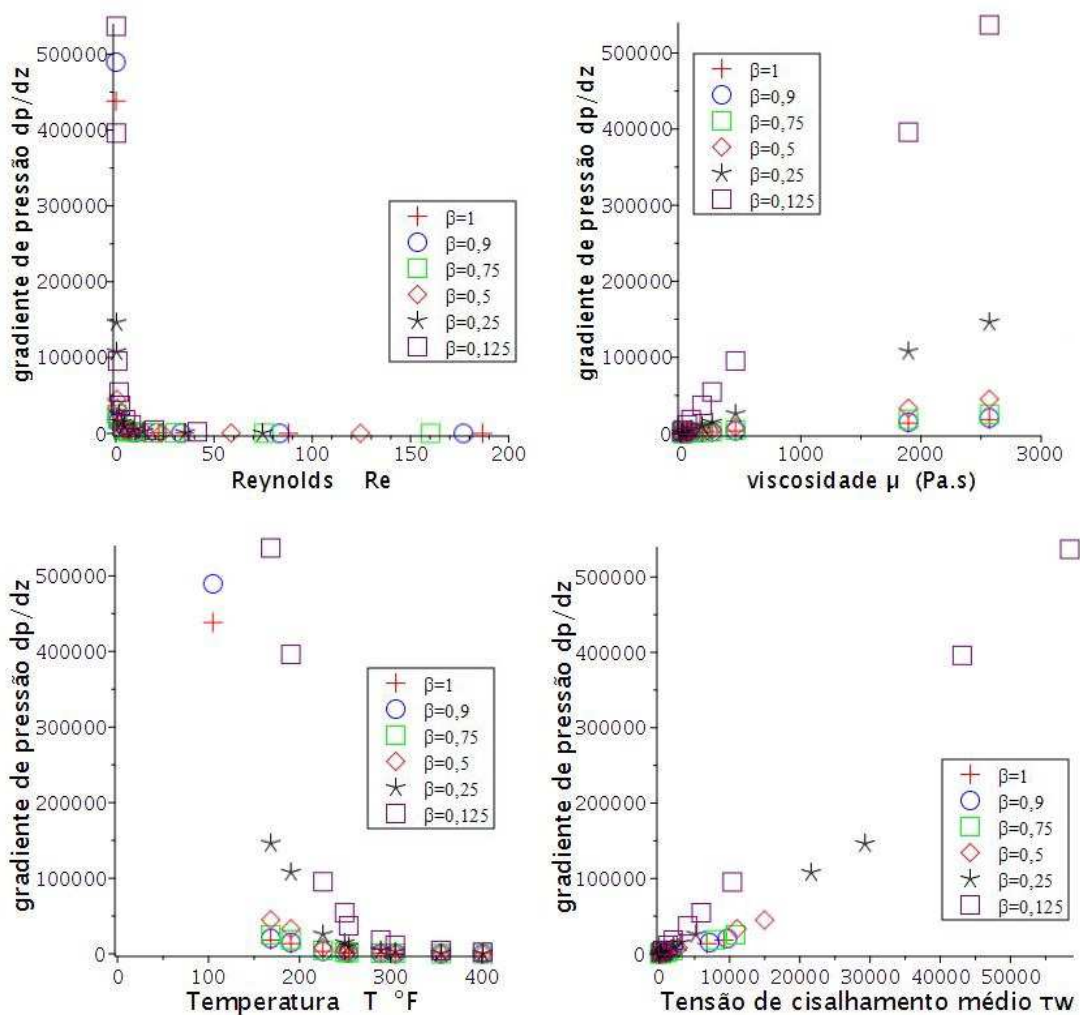 gradiente de pressão dp/dz
500000
400000
300000
200000
100000
0
0 50 100 150 200
Reynolds Re
β=1
β=0,9
β=0,75
β=0,5
β=0,25
β=0,125
gradiente de pressão dp/dz
500000
400000
300000
200000
100000
0
0 1000 2000 3000
viscosidade μ (Pa.s)
β=1
β=0,9
β=0,75
β=0,5
β=0,25
β=0,125
gradiente de pressão dp/dz
500000
400000
300000
200000
100000
0
0 100 200 300 400
Temperatura T °F
β=1
β=0,9
β=0,75
β=0,5
β=0,25
β=0,125
gradiente de pressão dp/dz
500000
400000
300000
200000
100000
0
0 10000 20000 30000 40000 50000
Tensão de cisalhamento médio τw
β=1
β=0,9
β=0,75
β=0,5
β=0,25
β=0,125